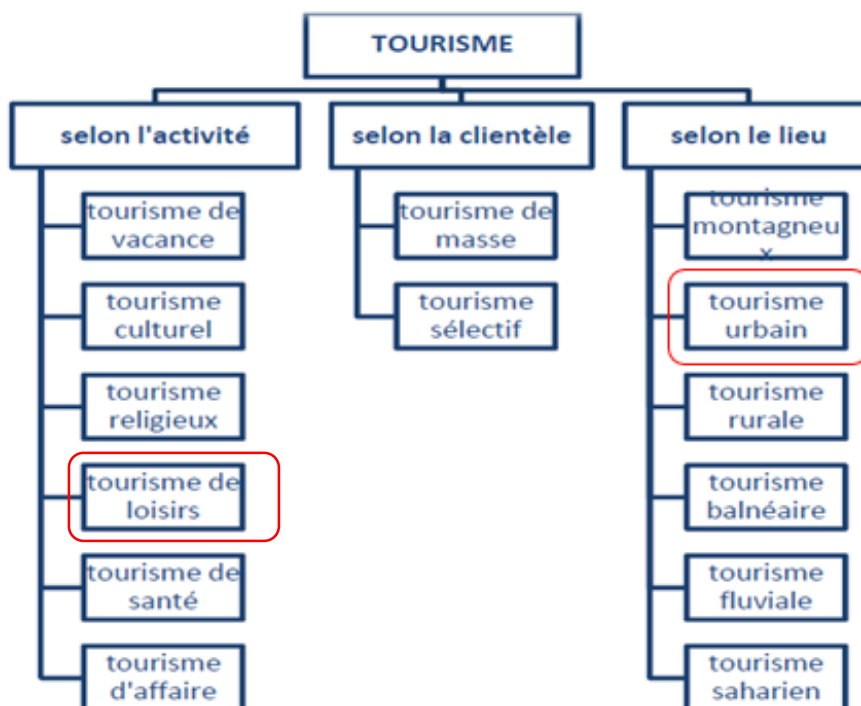 TOURISME
selon l'activité
selon la clientèle
selon le lieu
tourisme de
vacance
tourisme
culturel
tourisme
religieux
tourisme de
loisirs
tourisme de
santé
tourisme
d'affaire
tourisme de
masse
tourisme
sélectif
tourisme
montagneu
x
tourisme
urbain
tourisme
rurale
tourisme
balnéaire
tourisme
fluviale
tourisme
saharien